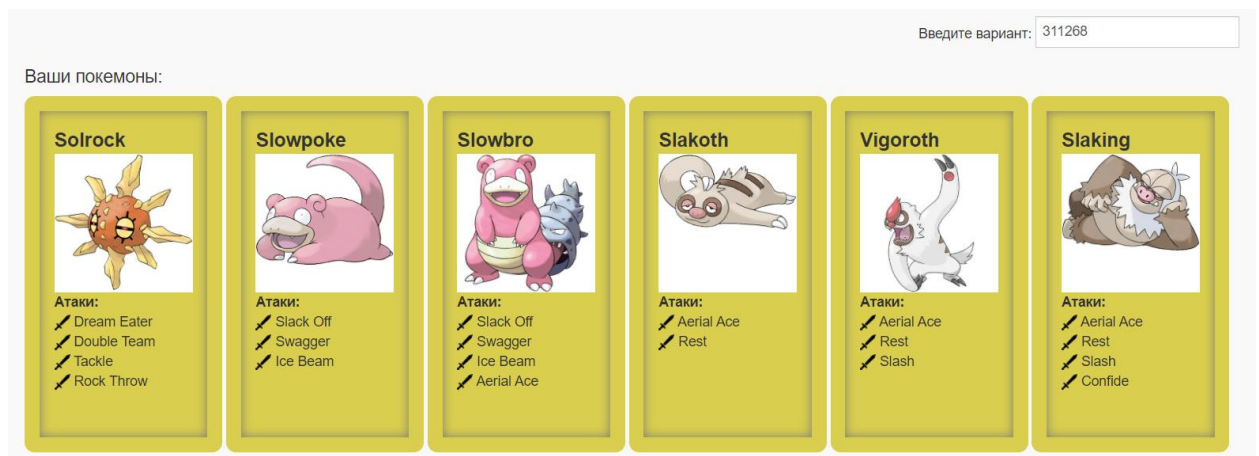 Введите вариант: 311268
Ваши покемоны:
Solrock
Атаки:
Dream Eater
Double Team
Tackle
Rock Throw
Slowpoke
Атаки:
Slack Off
Swagger
Ice Beam
Slowbro
Атаки:
Slack Off
Swagger
Ice Beam
Aerial Ace
Slakoth
Атаки:
Aerial Ace
Rest
Vigoroth
Атаки:
Aerial Ace
Rest
Slash
Slaking
Атаки:
Aerial Ace
Rest
Slash
Confide